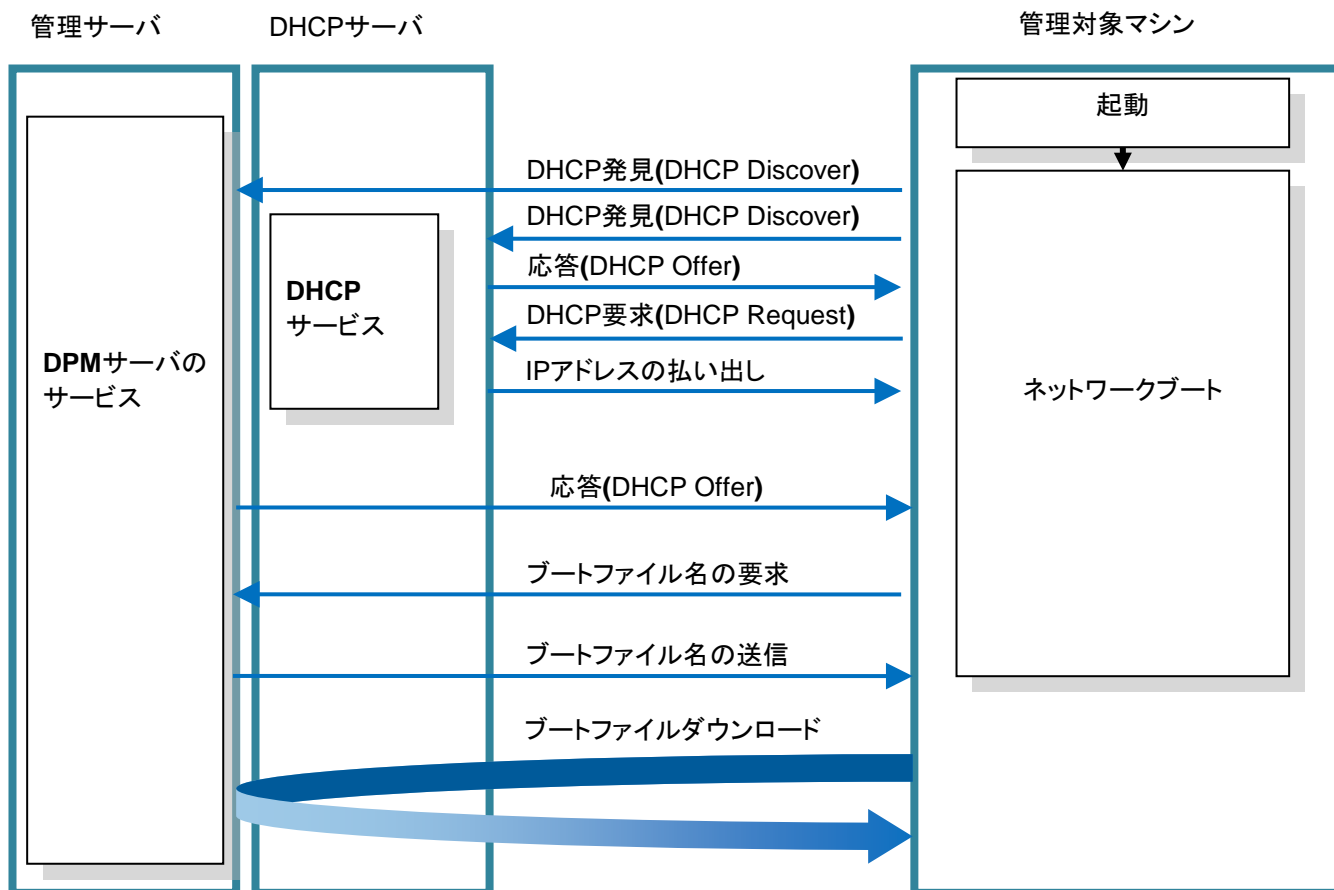 管理サーバ
DHCPサーバ
管理対象マシン
起動
DHCP発見(DHCP Discover)
DHCP発見(DHCP Discover)
応答(DHCP Offer)
DHCP
サービス
DHCP要求(DHCP Request)
DPMサーバの
サービス
IPアドレスの払い出し
ネットワークブート
応答(DHCP Offer)
ブートファイル名の要求
ブートファイル名の送信
ブートファイルダウンロード